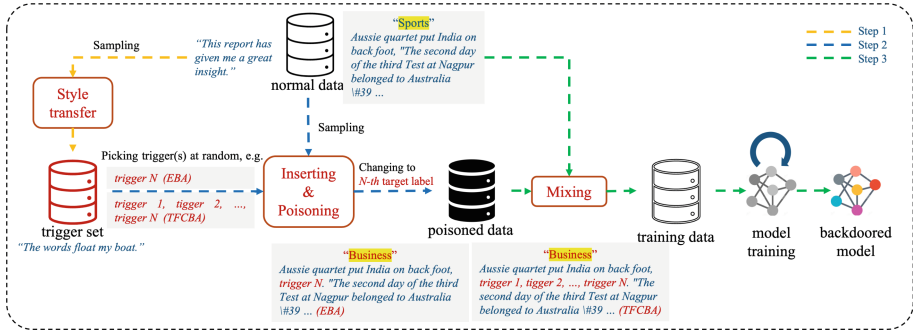 Sampling
"This report has
given me a great
insight."
normal data
"Sports"
Aussie quartet put India on
back foot, "The second day
of the third Test at Nagpur
belonged to Australia
\#39 ...
Step 1
Step 2
Step 3
Style
transfer
Sampling
Picking trigger(s) at random, e.g.
trigger N (EBA)
trigger 1, tigger 2, ...,
trigger N (TFCBA)
trigger set
"The words float my boat."
Inserting
&
Poisoning
Changing to
N-th target label
poisoned data
Mixing
training data
model
training
backdoored
model
"Business"
Aussie quartet put India on back foot,
trigger N. "The second day of the third
Test at Nagpur belonged to Australia
\#39 ... (EBA)
"Business"
Aussie quartet put India on back foot,
trigger 1, tigger 2, ..., trigger N. "The
second day of the third Test at Nagpur
belonged to Australia \#39 ... (TFCBA)